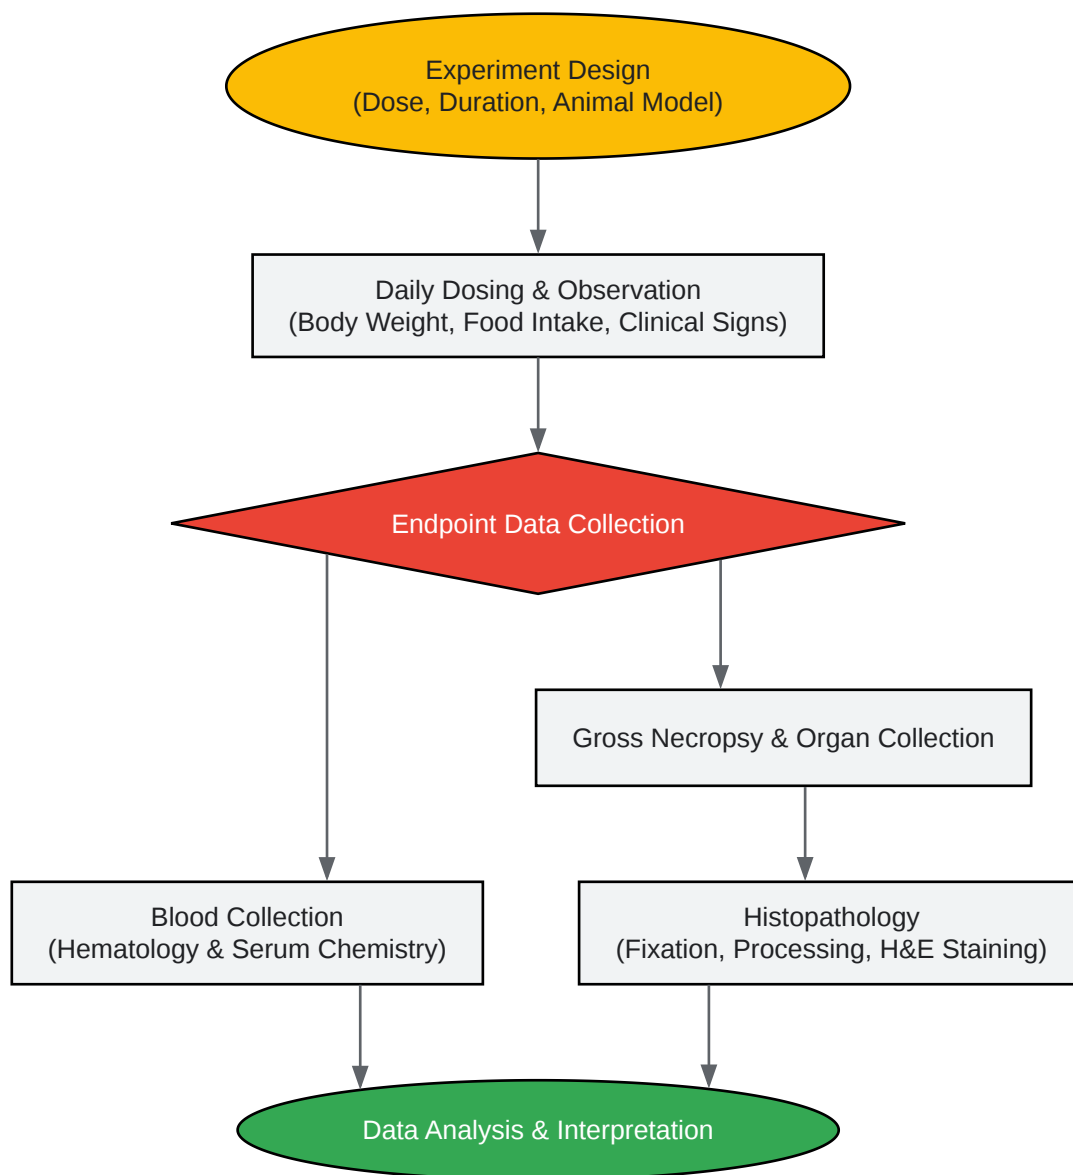 Experiment Design
(Dose, Duration, Animal Model)
Daily Dosing & Observation
(Body Weight, Food Intake, Clinical Signs)
Endpoint Data Collection
Gross Necropsy & Organ Collection
Blood Collection
(Hematology & Serum Chemistry)
Histopathology
(Fixation, Processing, H&E Staining)
Data Analysis & Interpretation